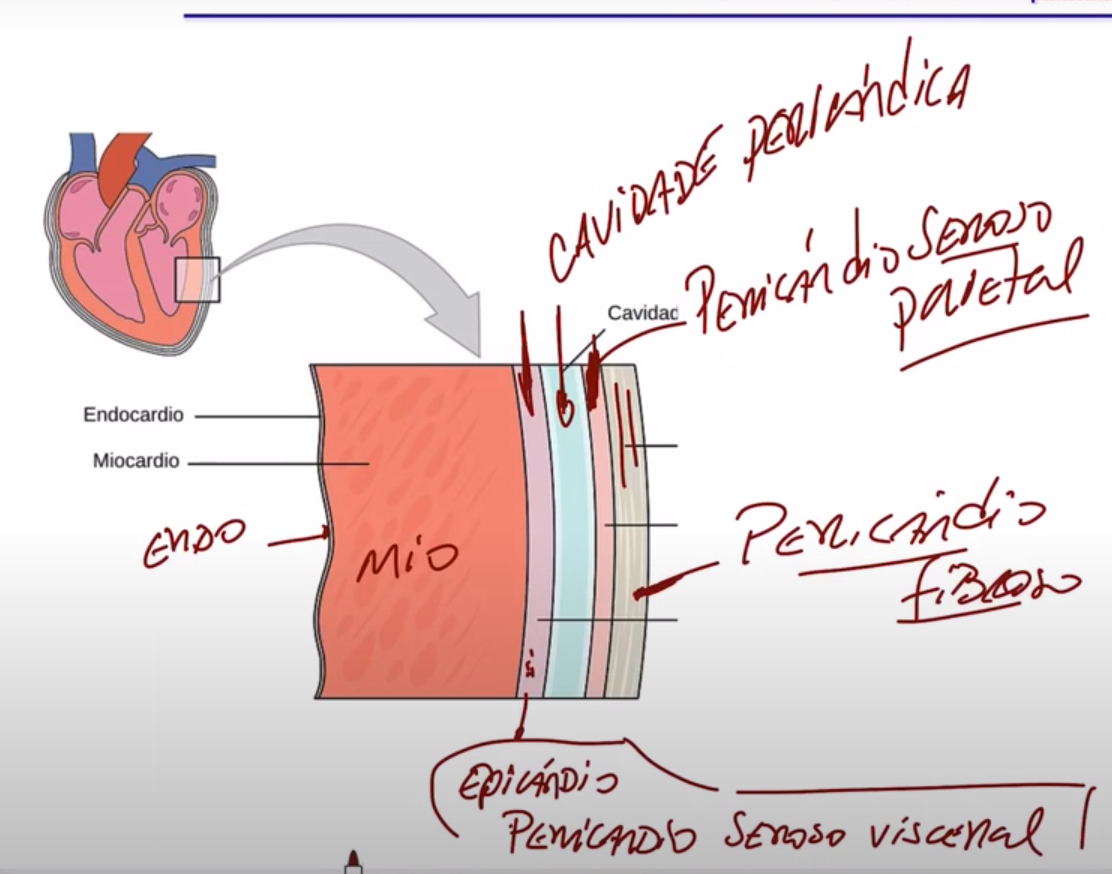 CAVIDADE PERICÁRDICA
Pericárdio Seroso
parietal
Cavidad
Endocardio
Miocardio
ENDO
MiO
Pericárdio
fibroso
EPICÁRDIO
PERICARDIO SEROSO VISCERAL